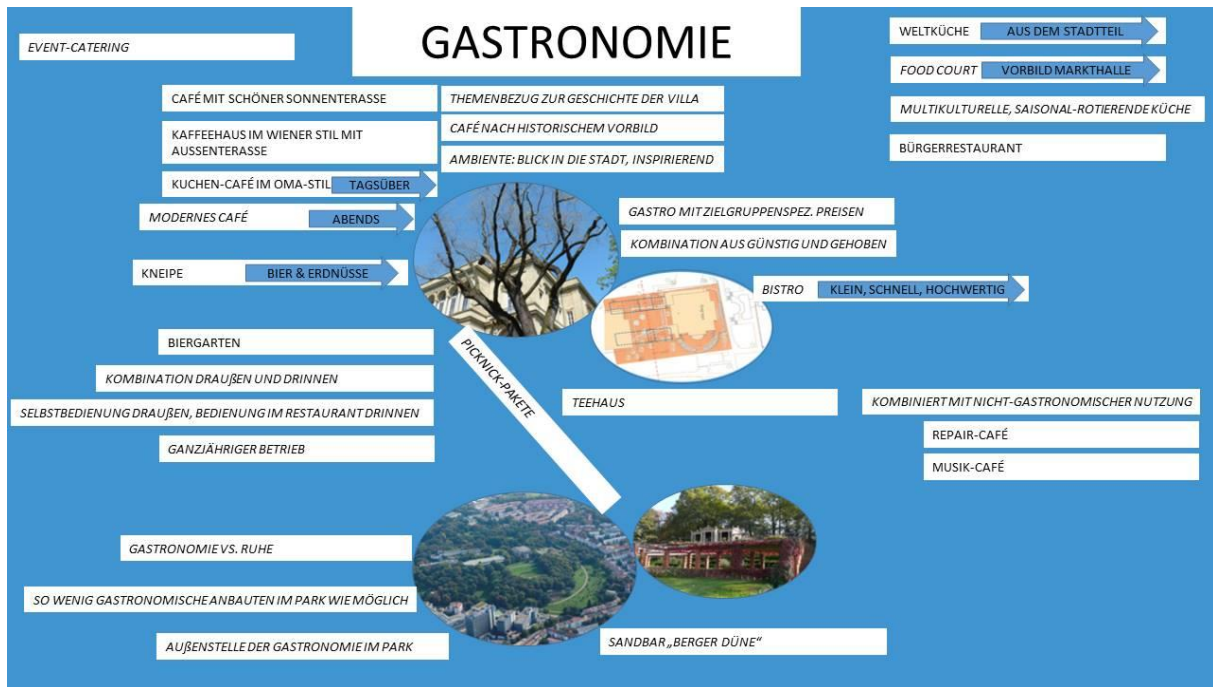 GASTRONOMIE
EVENT-CATERING
WELTKÜCHE AUS DEM STADTTEIL
FOOD COURT VORBILD MARKTHALLE
MULTIKULTURELLE, SAISONAL-ROTIERENDE KÜCHE
BÜRGERRESTAURANT
CAFÉ MIT SCHÖNER SONNENTERASSE
KAFFEEHAUS IM WIENER STIL MIT
AUSSENTERASSE
KUCHEN-CAFÉ IM OMA-STIL TAGSÜBER
MODERNES CAFÉ ABENDS
KNEIPE BIER & ERDNÜSSE
THEMENBEZUG ZUR GESCHICHTE DER VILLA
CAFÉ NACH HISTORISCHEM VORBILD
AMBIENTE: BLICK IN DIE STADT, INSPIRIEREND
GASTRO MIT ZIELGRUPPENSPEZ. PREISEN
KOMBINATION AUS GÜNSTIG UND GEHOBEN
BISTRO KLEIN, SCHNELL, HOCHWERTIG
BIERGARTEN
KOMBINATION DRAUßEN UND DRINNEN
SELBSTBEDIENUNG DRAUßEN, BEDIENUNG IM RESTAURANT DRINNEN
GANZJÄHRIGER BETRIEB
PICKNICK-PAKETE
TEEHAUS
KOMBINIERT MIT NICHT-GASTRONOMISCHER NUTZUNG
REPAIR-CAFÉ
MUSIK-CAFÉ
GASTRONOMIE VS. RUHE
SO WENIG GASTRONOMISCHE ANBAUTEN IM PARK WIE MÖGLICH
AUßENSTELLE DER GASTRONOMIE IM PARK
SANDBAR „BERGER DÜNE“